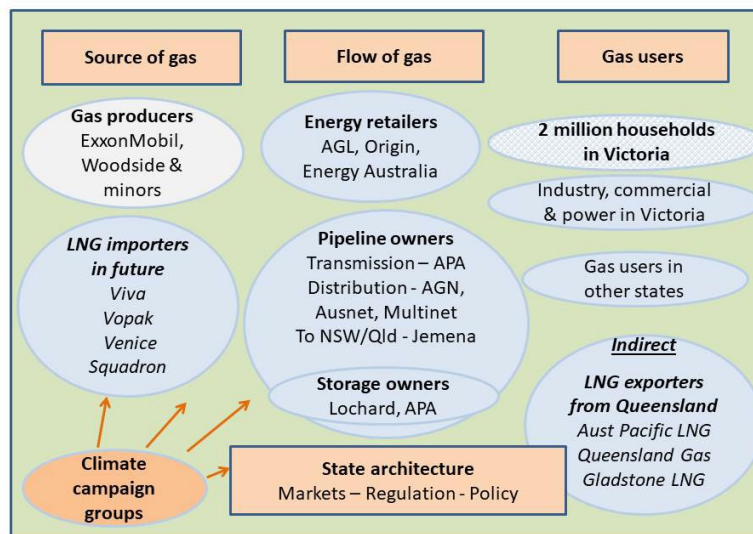 Source of gas
Gas producers
ExxonMobil,
Woodside &
minors
LNG importers
in future
Viva
Vopak
Venice
Squadron
Climate
campaign
groups
Flow of gas
Energy retailers
AGL, Origin,
Energy Australia
Pipeline owners
Transmission – APA
Distribution - AGN,
Ausnet, Multinet
To NSW/Qld - Jemena
Storage owners
Lochard, APA
State architecture
Markets – Regulation - Policy
Gas users
2 million households
in Victoria
Industry, commercial
& power in Victoria
Gas users in
other states
Indirect
LNG exporters
from Queensland
Aust Pacific LNG
Queensland Gas
Gladstone LNG